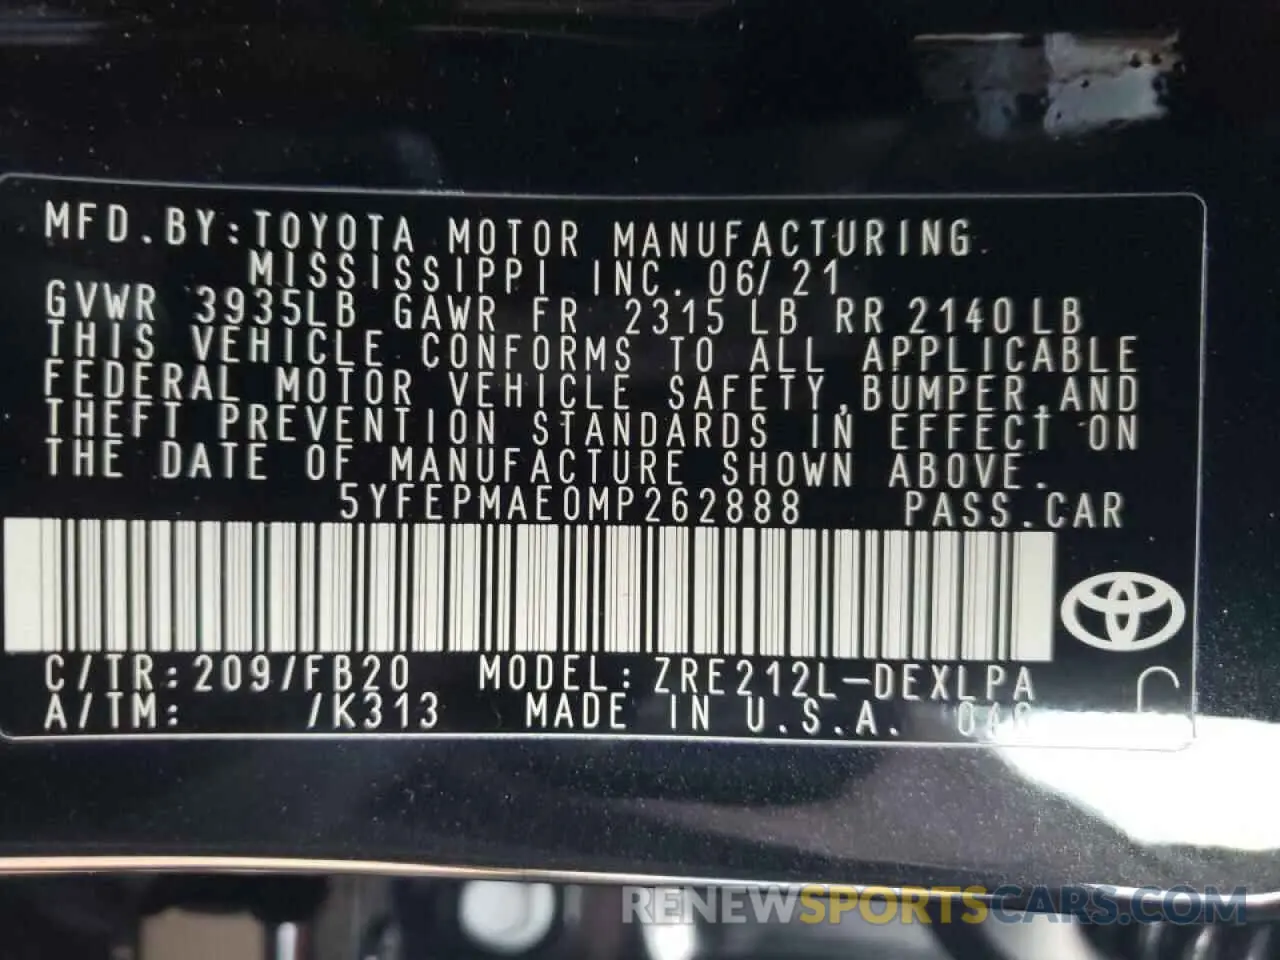 MFD. BY: TOYOTA MOTOR MANUFACTURING
MISSISSIPPI INC. 06/21
GVWR 3935LB GAWR FR 2315 LB RR 2140 LB
THIS VEHICLE CONFORMS TO ALL APPLICABLE
FEDERAL MOTOR VEHICLE SAFETY, BUMPER, AND
THEFT PREVENTION STANDARDS IN EFFECT ON
THE DATE OF MANUFACTURE SHOWN ABOVE.
5YFEPMAE0MP262888 PASS.CAR
C/TR: 209/FB20 MODEL: ZRE212L-DEXLPA
A/TM: /K313 MADE IN U.S.A.
RENEWSPORTSCARS.COM